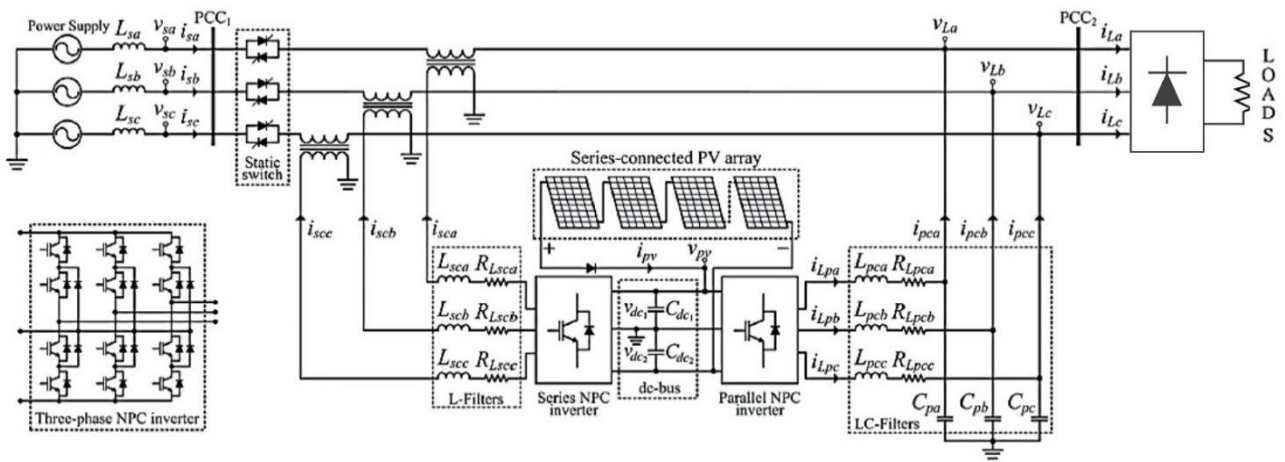 Power Supply
L_sa
v_sa
i_sa
PCC_1
v_La
PCC_2
i_La
L_sb
v_sb
i_sb
v_Lb
i_Lb
L_sc
v_sc
i_sc
v_Lc
i_Lc
LOADS
Static
switch
Series-connected PV array
i_scc
i_scb
i_sca
+
i_pv
v_pv
−
i_pca
i_pcb
i_pcc
L_sca
R_Lsca
i_Lpa
L_pca
R_Lpca
L_scb
R_Lscb
v_dc1
C_dc1
i_Lpb
L_pcb
R_Lpcb
L_scc
R_Lscc
v_dc2
C_dc2
i_Lpc
L_pcc
R_Lpcc
dc-bus
L-Filters
Series NPC
inverter
Parallel NPC
inverter
C_pa
C_pb
C_pc
LC-Filters
Three-phase NPC inverter